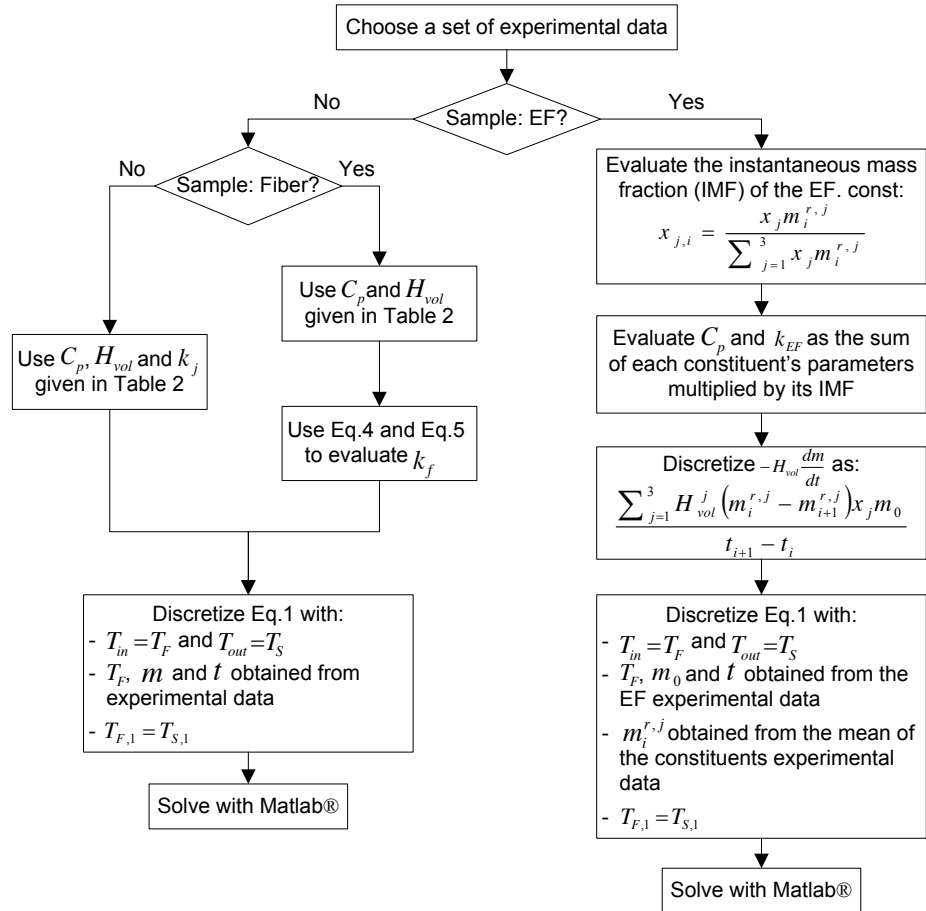 Choose a set of experimental data
No
Yes
Sample: EF?
No
Yes
Sample: Fiber?
Use C_p, H_vol and k_j
given in Table 2
Use C_p and H_vol
given in Table 2
Use Eq.4 and Eq.5
to evaluate k_f
Discretize Eq.1 with:
- T_in = T_F and T_out = T_S
- T_F, m and t obtained from
experimental data
- T_F,1 = T_S,1
Solve with Matlab®
Evaluate the instantaneous mass
fraction (IMF) of the EF. const:
x_{j,i} = x_j m_i^{r,j} / ∑_{j=1}^{3} x_j m_i^{r,j}
Evaluate C_p and k_EF as the sum
of each constituent's parameters
multiplied by its IMF
Discretize -H_vol dm/dt as:
∑_{j=1}^{3} H_vol^j (m_i^{r,j} - m_{i+1}^{r,j}) x_j m_0 / t_{i+1} - t_i
Discretize Eq.1 with:
- T_in = T_F and T_out = T_S
- T_F, m_0 and t obtained from the
EF experimental data
- m_i^{r,j} obtained from the mean of
the constituents experimental
data
- T_F,1 = T_S,1
Solve with Matlab®